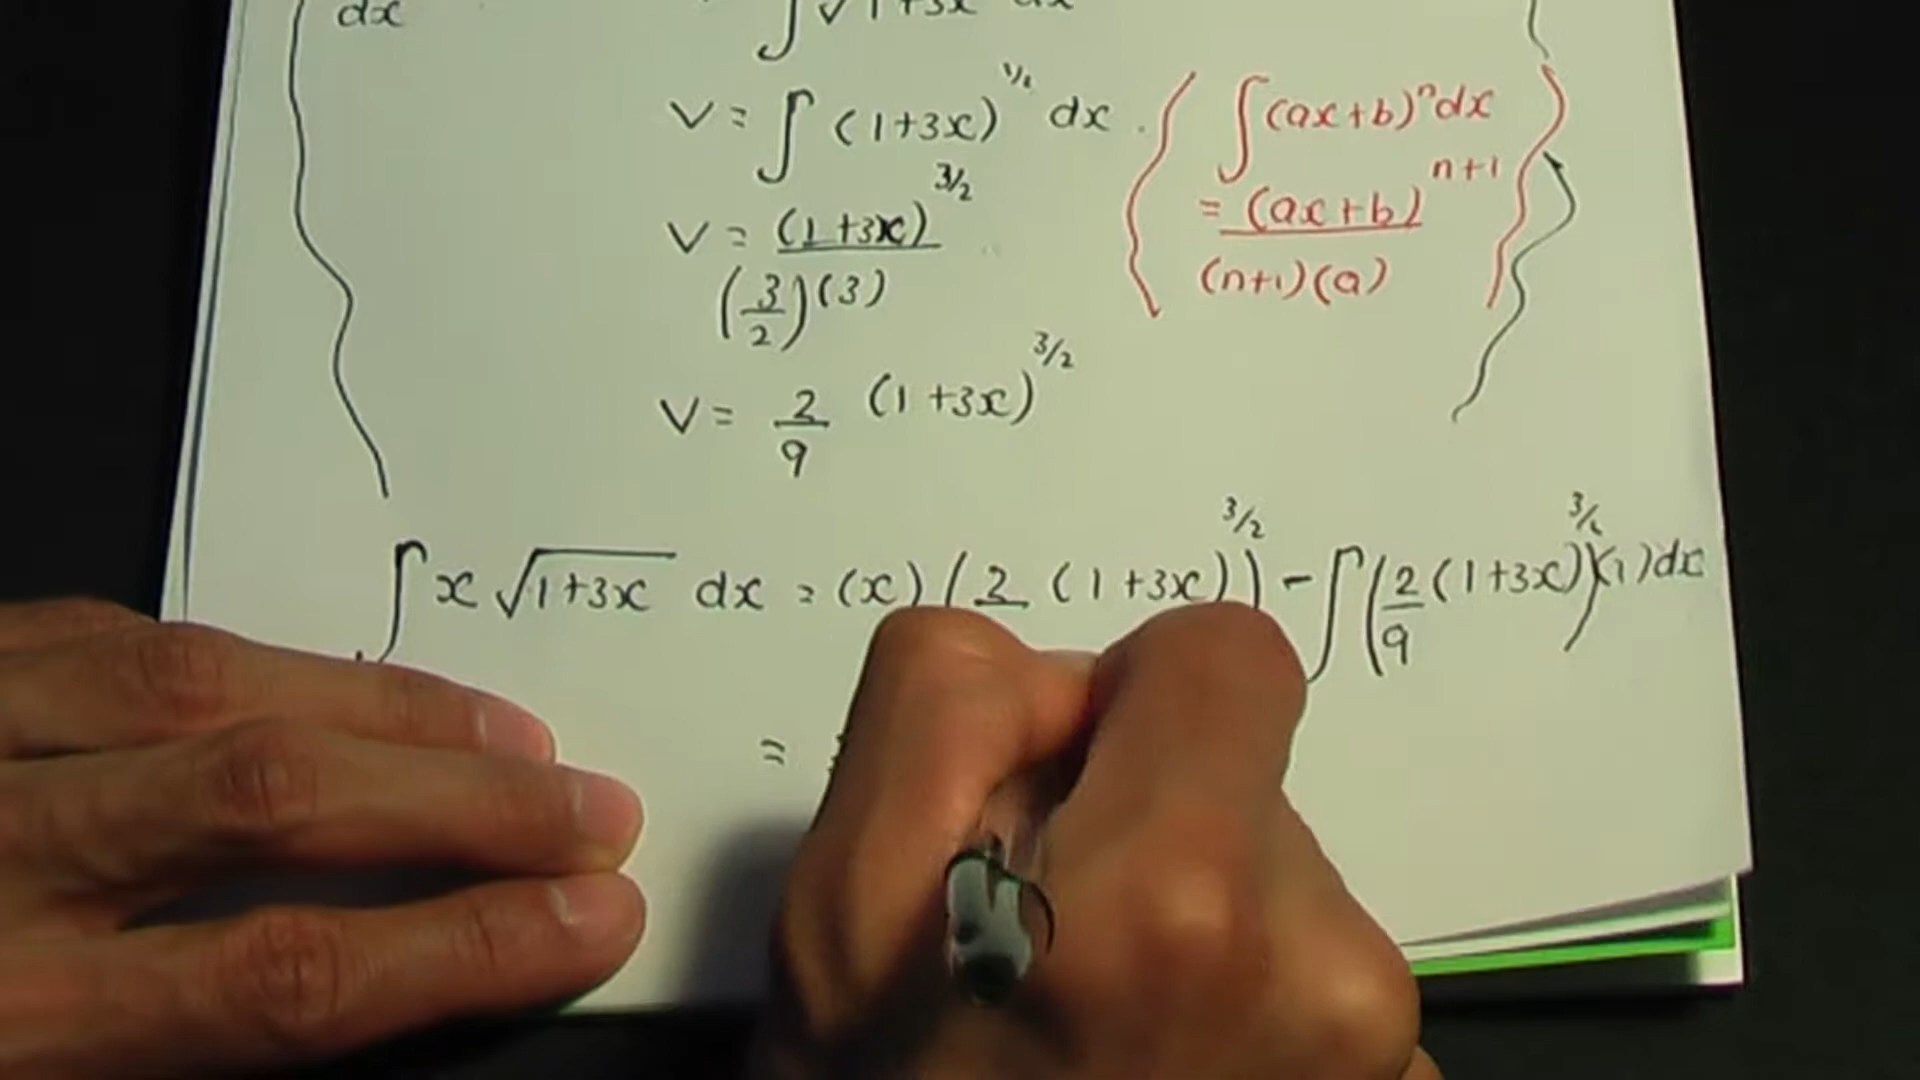 dx
∫√1+3x dx
V = ∫ (1+3x)^1/2 dx
∫(ax+b)^n dx
= (ax+b)^n+1
(n+1)(a)
V = (1+3x)^3/2
(3/2)(3)
V = 2/9 (1+3x)^3/2
∫ x √1+3x dx = (x)(2 (1+3x)^3/2) - ∫(2/9 (1+3x)^3/2)(1)dx
=